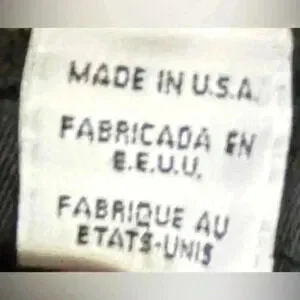 MADE IN U.S.A.
FABRICADA EN
E.E.U.U.
FABRIQUE AU
ETATS-UNIS